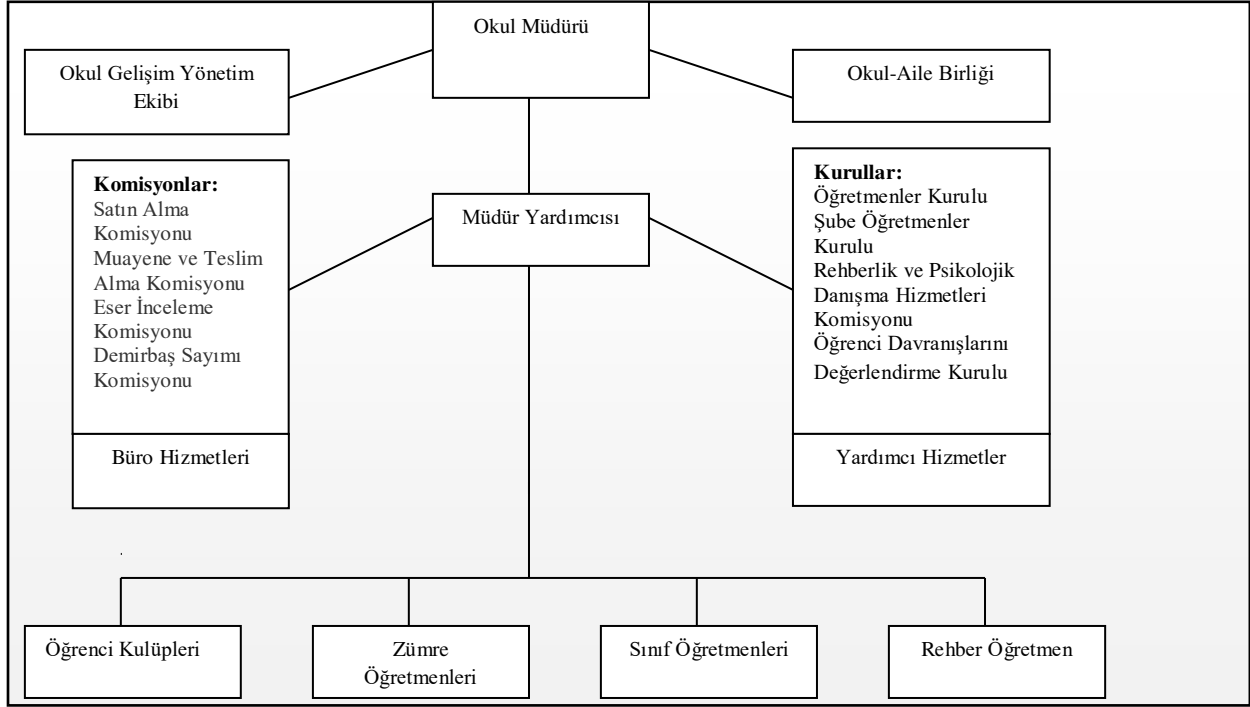 Okul Müdürü
Okul Gelişim Yönetim
Ekibi
Okul-Aile Birliği
Komisyonlar:
Satın Alma
Komisyonu
Muayene ve Teslim
Alma Komisyonu
Eser İnceleme
Komisyonu
Demirbaş Sayımı
Komisyonu
Müdür Yardımcısı
Kurullar:
Öğretmenler Kurulu
Şube Öğretmenler
Kurulu
Rehberlik ve Psikolojik
Danışma Hizmetleri
Komisyonu
Öğrenci Davranışlarını
Değerlendirme Kurulu
Büro Hizmetleri
Yardımcı Hizmetler
Öğrenci Kulüpleri
Zümre
Öğretmenleri
Sınıf Öğretmenleri
Rehber Öğretmen